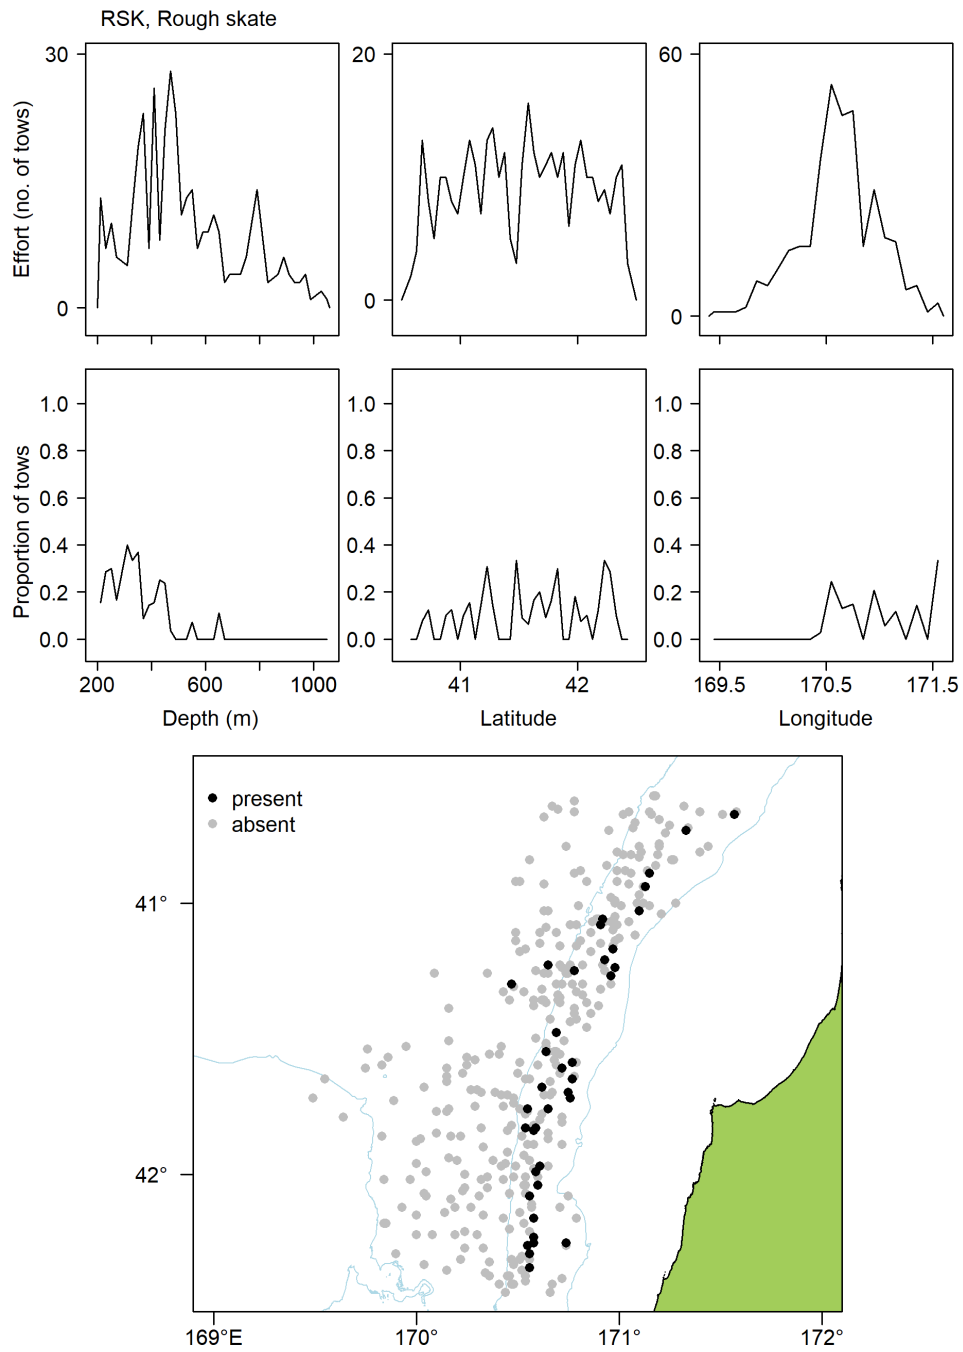 RSK, Rough skate
Effort (no. of tows)
30
0
20
0
60
0
Proportion of tows
1.0
0.8
0.6
0.4
0.2
0.0
1.0
0.8
0.6
0.4
0.2
0.0
1.0
0.8
0.6
0.4
0.2
0.0
200 600 1000
41 42
169.5 170.5 171.5
Depth (m)
Latitude
Longitude
present
absent
41°
42°
169°E 170° 171° 172°